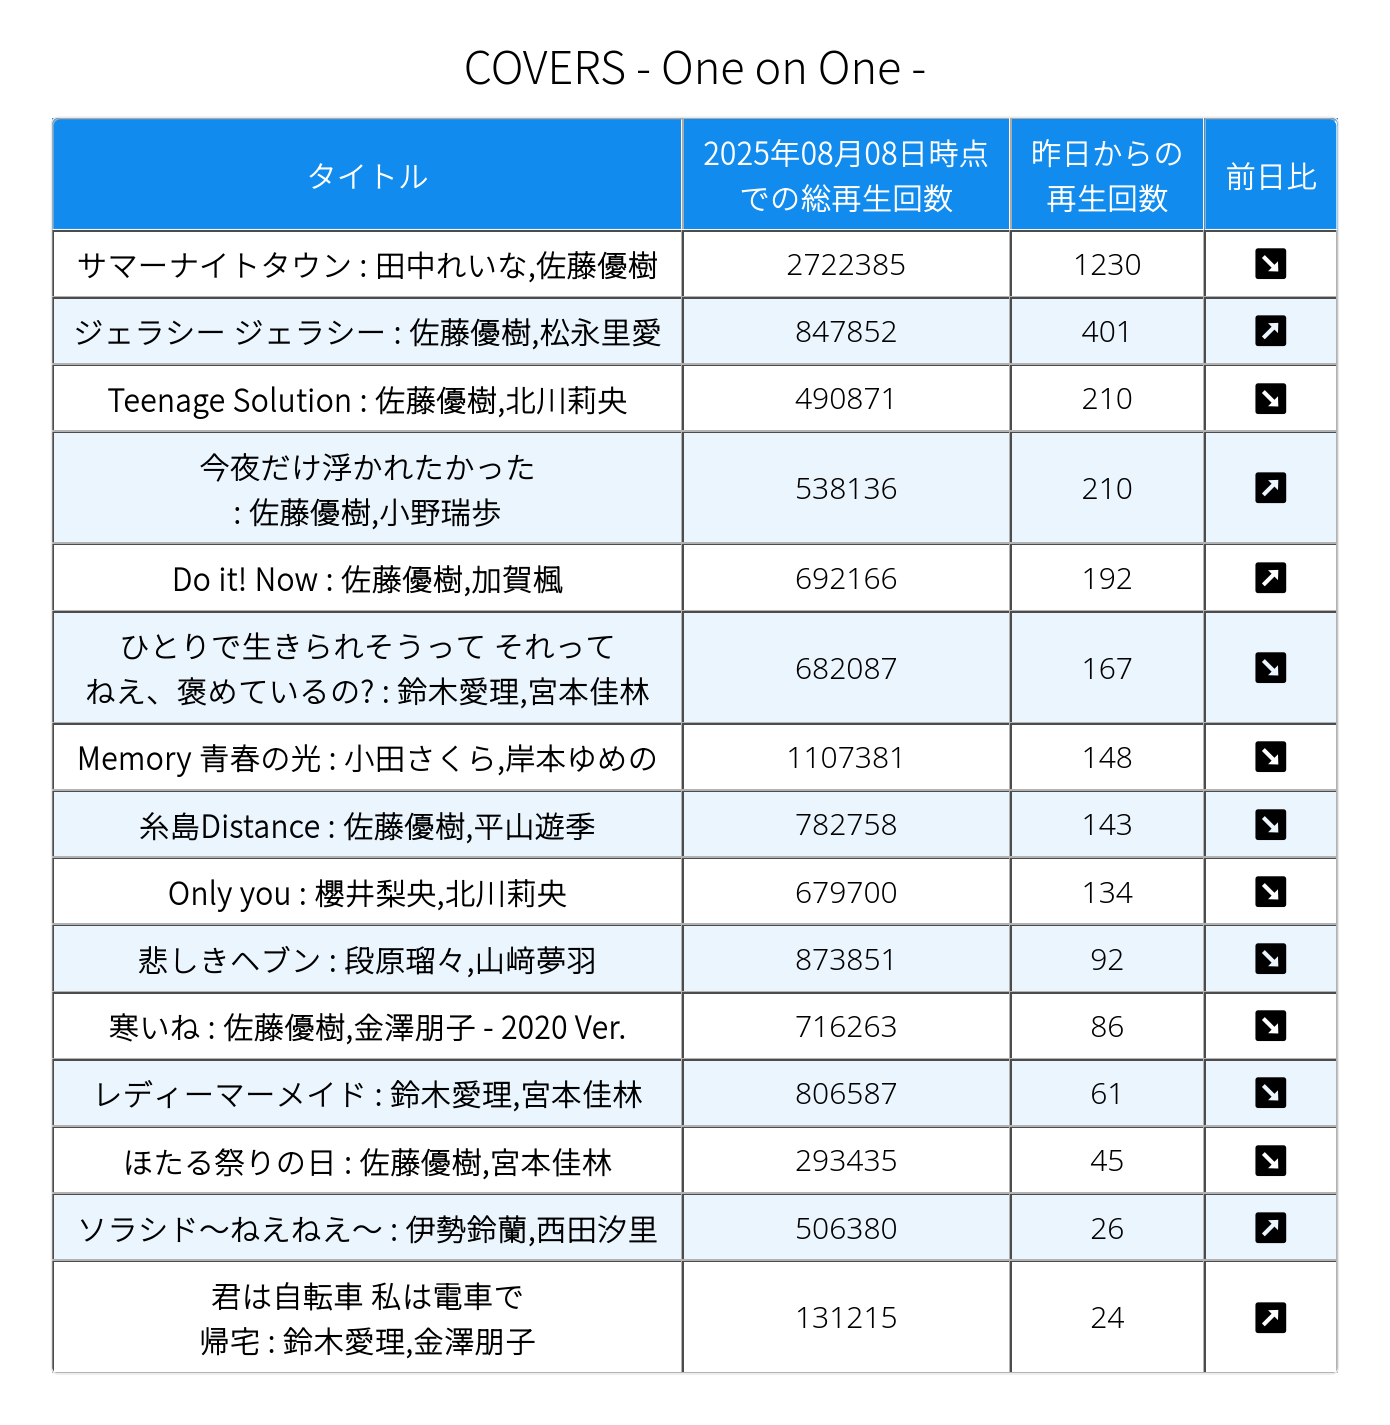 COVERS - One on One -
タイトル
2025年08月08日時点
での総再生回数
昨日からの
再生回数
前日比
サマーナイトタウン : 田中れいな,佐藤優樹 2722385 1230
ジェラシー ジェラシー : 佐藤優樹,松永里愛 847852 401
Teenage Solution : 佐藤優樹,北川莉央 490871 210
今夜だけ浮かれたかった
: 佐藤優樹,小野瑞歩 538136 210
Do it! Now : 佐藤優樹,加賀楓 692166 192
ひとりで生きられそうって それって
ねえ、褒めているの? : 鈴木愛理,宮本佳林 682087 167
Memory 青春の光 : 小田さくら,岸本ゆめの 1107381 148
糸島Distance : 佐藤優樹,平山遊季 782758 143
Only you : 櫻井梨央,北川莉央 679700 134
悲しきヘブン : 段原瑠々,山﨑夢羽 873851 92
寒いね : 佐藤優樹,金澤朋子 - 2020 Ver. 716263 86
レディーマーメイド : 鈴木愛理,宮本佳林 806587 61
ほたる祭りの日 : 佐藤優樹,宮本佳林 293435 45
ソラシド～ねえねえ～ : 伊勢鈴蘭,西田汐里 506380 26
君は自転車 私は電車で
帰宅 : 鈴木愛理,金澤朋子 131215 24